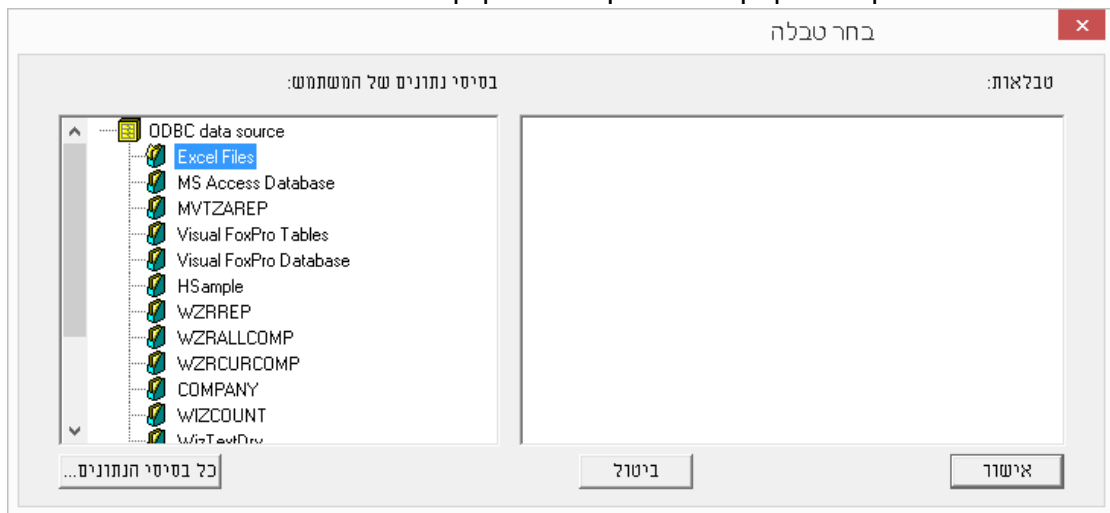 בחר טבלה
טבלאות:
בסיסי נתונים של המשתמש:
ODBC data source
Excel Files
MS Access Database
MVTZAREP
Visual FoxPro Tables
Visual FoxPro Database
HSample
WZRREP
WZRALLCOMP
WZRCURCOMP
COMPANY
WIZCOUNT
אישור
ביטול
כל בסיסי הנתונים...